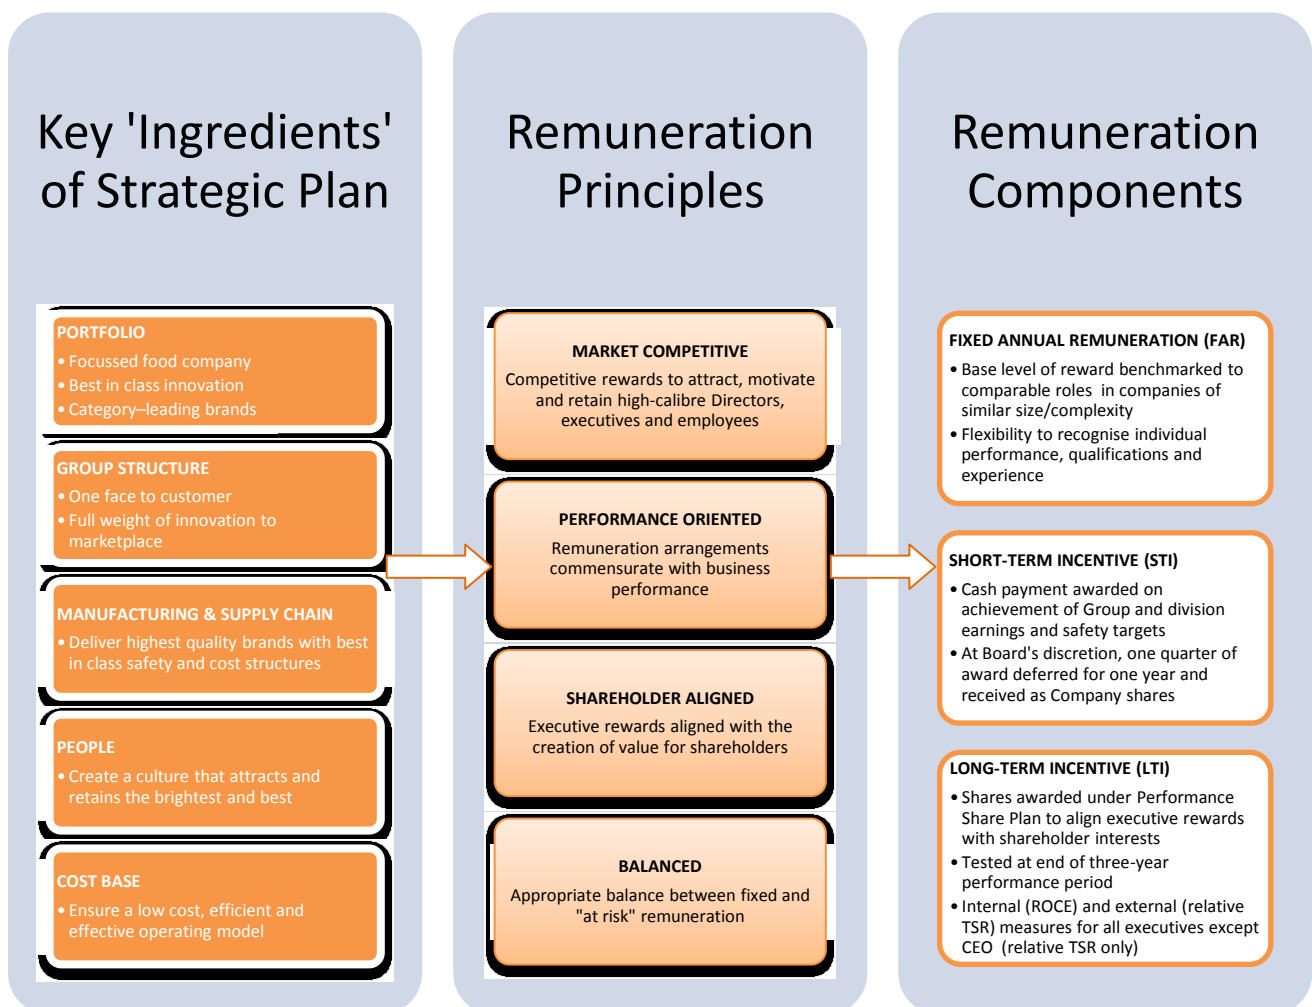 Key 'Ingredients'
of Strategic Plan
PORTFOLIO
• Focussed food company
• Best in class innovation
• Category–leading brands
GROUP STRUCTURE
• One face to customer
• Full weight of innovation to
marketplace
MANUFACTURING & SUPPLY CHAIN
• Deliver highest quality brands with best
in class safety and cost structures
PEOPLE
• Create a culture that attracts and
retains the brightest and best
COST BASE
• Ensure a low cost, efficient and
effective operating model
Remuneration
Principles
MARKET COMPETITIVE
Competitive rewards to attract, motivate
and retain high-calibre Directors,
executives and employees
PERFORMANCE ORIENTED
Remuneration arrangements
commensurate with business
performance
SHAREHOLDER ALIGNED
Executive rewards aligned with the
creation of value for shareholders
BALANCED
Appropriate balance between fixed and
"at risk" remuneration
Remuneration
Components
FIXED ANNUAL REMUNERATION (FAR)
• Base level of reward benchmarked to
comparable roles in companies of
similar size/complexity
• Flexibility to recognise individual
performance, qualifications and
experience
SHORT-TERM INCENTIVE (STI)
• Cash payment awarded on
achievement of Group and division
earnings and safety targets
• At Board's discretion, one quarter of
award deferred for one year and
received as Company shares
LONG-TERM INCENTIVE (LTI)
• Shares awarded under Performance
Share Plan to align executive rewards
with shareholder interests
• Tested at end of three-year
performance period
• Internal (ROCE) and external (relative
TSR) measures for all executives except
CEO (relative TSR only)